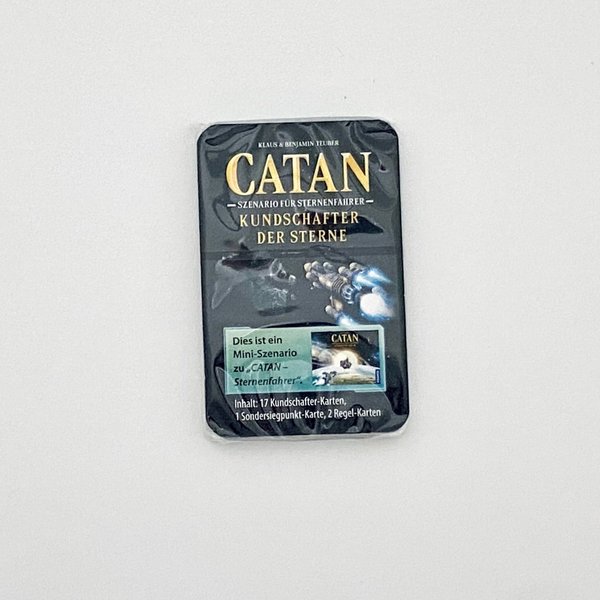 KLAUS & BENJAMIN TEUBER
CATAN
SZENARIO FÜR STERNENFAHRER
KUNDSCHAFTER
DER STERNE
Dies ist ein
Mini-Szenario
zu „CATAN –
Sternenfahrer“.
CATAN
Inhalt: 17 Kundschafter-Karten,
1 Sondersiegpunkt-Karte, 2 Regel-Karten